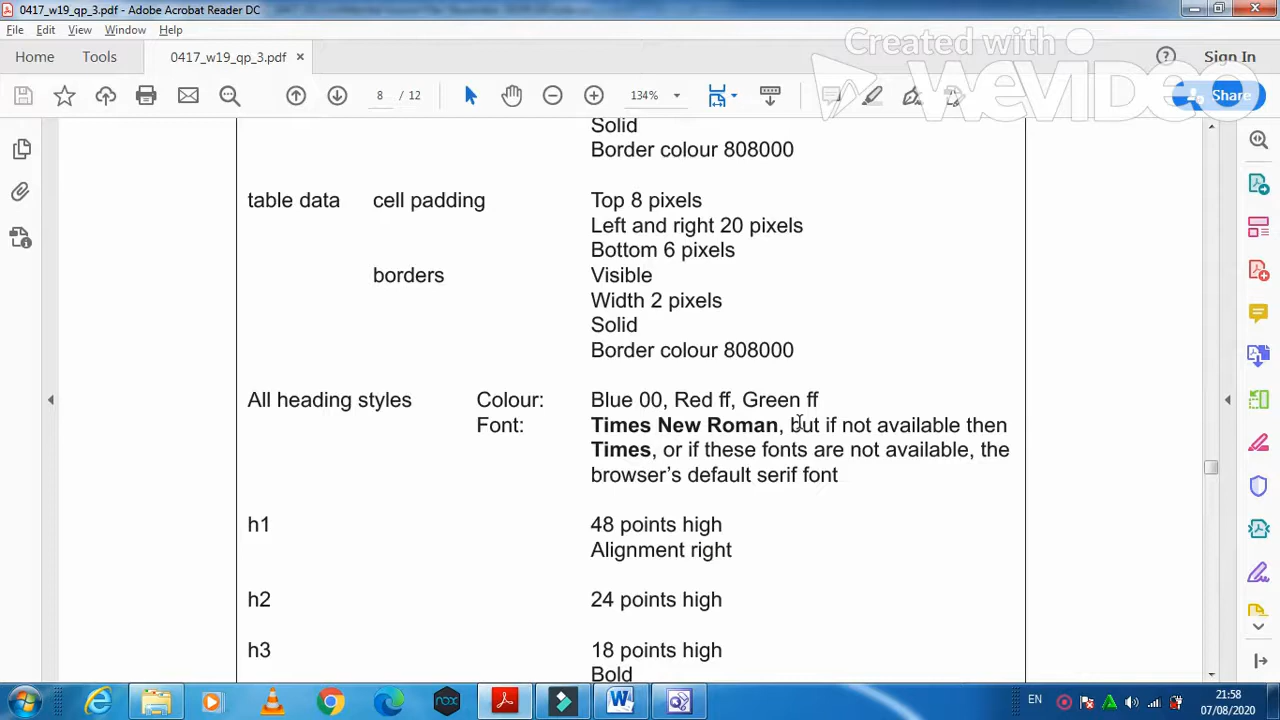 0417_w19_qp_3.pdf - Adobe Acrobat Reader DC
File Edit View Window Help
Created with
WeVideo
Home Tools 0417_w19_qp_3.pdf × Sign In
8 / 12 134% Share
Solid
Border colour 808000
table data cell padding Top 8 pixels
Left and right 20 pixels
Bottom 6 pixels
borders Visible
Width 2 pixels
Solid
Border colour 808000
All heading styles Colour: Blue 00, Red ff, Green ff
Font: Times New Roman, but if not available then
Times, or if these fonts are not available, the
browser's default serif font
h1 48 points high
Alignment right
h2 24 points high
h3 18 points high
Bold
EN 21:58
07/08/2020